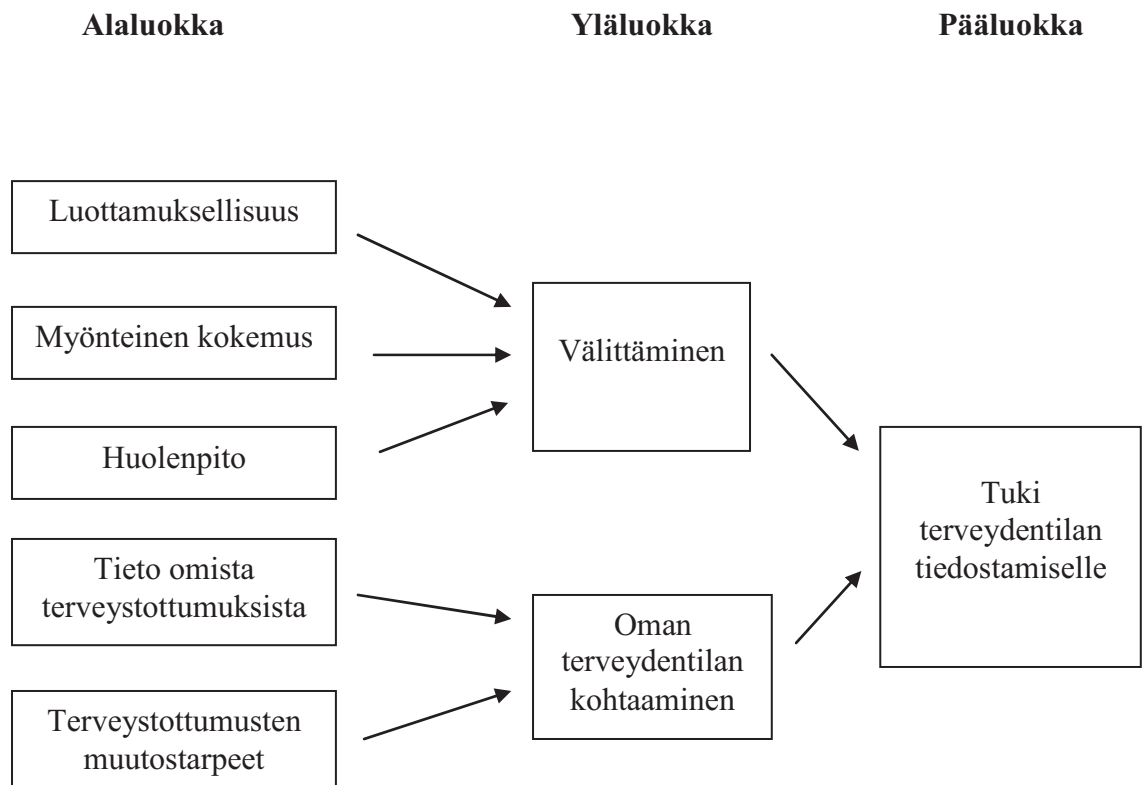 Alaluokka
Yläluokka
Pääluokka
Luottamuksellisuus
Myönteinen kokemus
Huolenpito
Tieto omista
terveystottumuksista
Terveystottumusten
muutostarpeet
Välittäminen
Oman
terveydentilan
kohtaaminen
Tuki
terveydentilan
tiedostamiselle